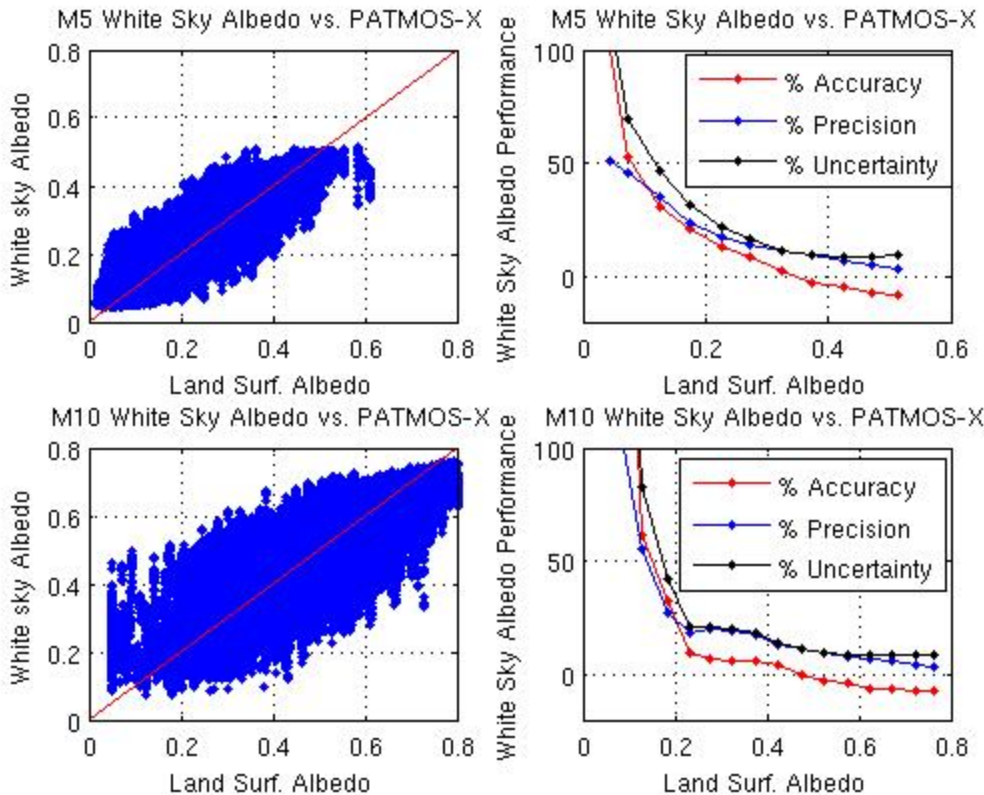 M5 White Sky Albedo vs. PATMOS-X
White sky Albedo
0.8
0.6
0.4
0.2
0
0 0.2 0.4 0.6 0.8
Land Surf. Albedo
M5 White Sky Albedo vs. PATMOS-X
White Sky Albedo Performance
100
50
0
% Accuracy
% Precision
% Uncertainty
0 0.2 0.4 0.6
Land Surf. Albedo
M10 White Sky Albedo vs. PATMOS-X
White sky Albedo
0.8
0.6
0.4
0.2
0
0 0.2 0.4 0.6 0.8
Land Surf. Albedo
M10 White Sky Albedo vs. PATMOS-X
White Sky Albedo Performance
100
50
0
% Accuracy
% Precision
% Uncertainty
0 0.2 0.4 0.6 0.8
Land Surf. Albedo